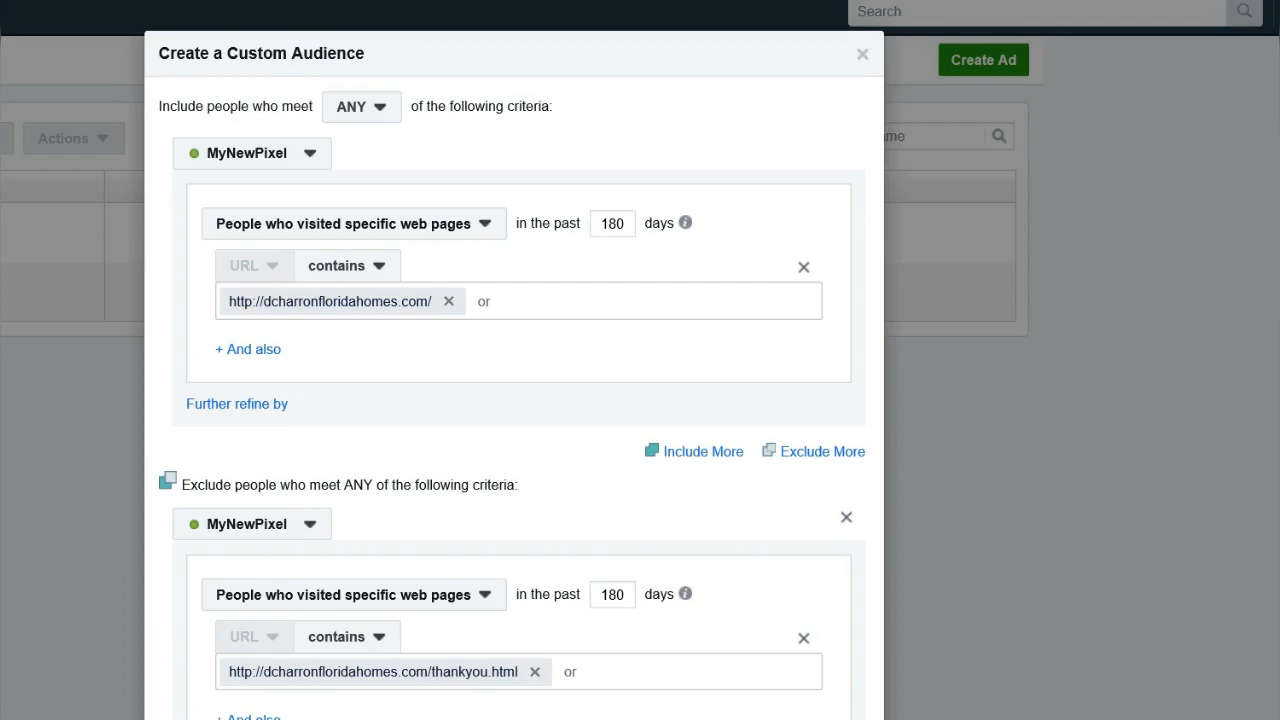 Search
Create a Custom Audience
Create Ad
Include people who meet ANY of the following criteria:
Actions
MyNewPixel
People who visited specific web pages in the past 180 days
URL contains
http://dcharronfloridahomes.com/ or
+ And also
Further refine by
Include More Exclude More
Exclude people who meet ANY of the following criteria:
MyNewPixel
People who visited specific web pages in the past 180 days
URL contains
http://dcharronfloridahomes.com/thankyou.html or
+ And also